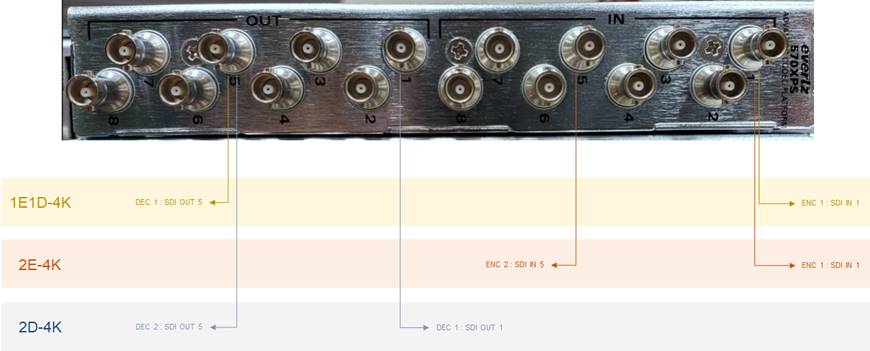 OUT
IN
7
5
3
1
7
5
3
1
8
6
4
2
8
6
4
2
evertz
570XPS
1E1D-4K
DEC 1 : SDI OUT 5
ENC 1 : SDI IN 1
2E-4K
ENC 2 : SDI IN 5
ENC 1 : SDI IN 1
2D-4K
DEC 2 : SDI OUT 5
DEC 1 : SDI OUT 1